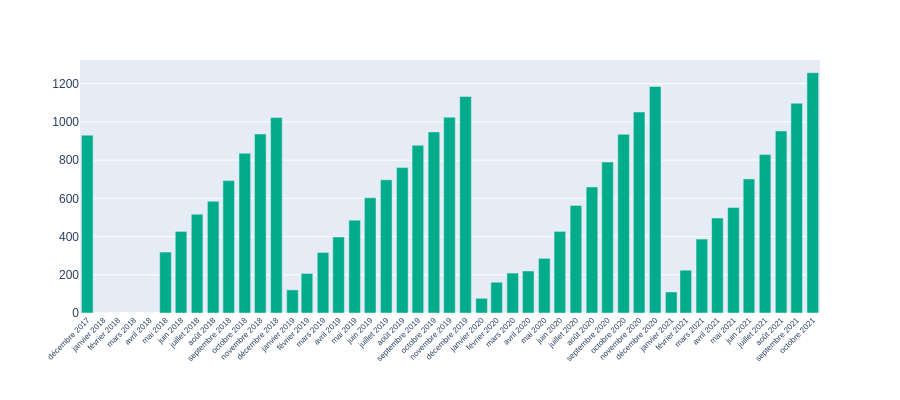 1200
1000
800
600
400
200
0
décembre 2017
janvier 2018
février 2018
mars 2018
avril 2018
mai 2018
juin 2018
juillet 2018
août 2018
septembre 2018
octobre 2018
novembre 2018
décembre 2018
janvier 2019
février 2019
mars 2019
avril 2019
mai 2019
juin 2019
juillet 2019
août 2019
septembre 2019
octobre 2019
novembre 2019
décembre 2019
janvier 2020
février 2020
mars 2020
avril 2020
mai 2020
juin 2020
juillet 2020
août 2020
septembre 2020
octobre 2020
novembre 2020
décembre 2020
janvier 2021
février 2021
mars 2021
avril 2021
mai 2021
juin 2021
juillet 2021
août 2021
septembre 2021
octobre 2021